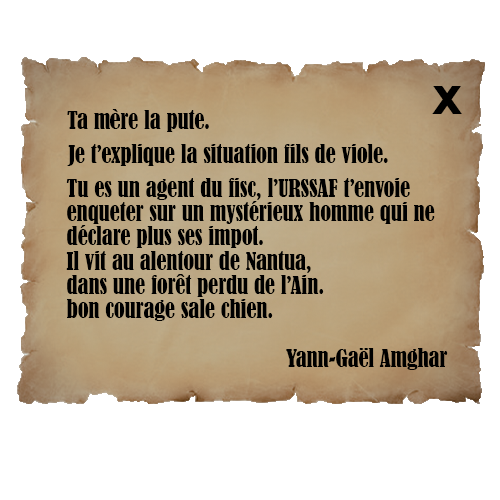 X
Ta mère la pute.
Je t'explique la situation fils de viole.
Tu es un agent du fisc, l'URSSAF t'envoie
enqueter sur un mystérieux homme qui ne
déclare plus ses impot.
Il vit au alentour de Nantua,
dans une forêt perdu de l'Ain.
bon courage sale chien.
Yann-Gaël Amghar